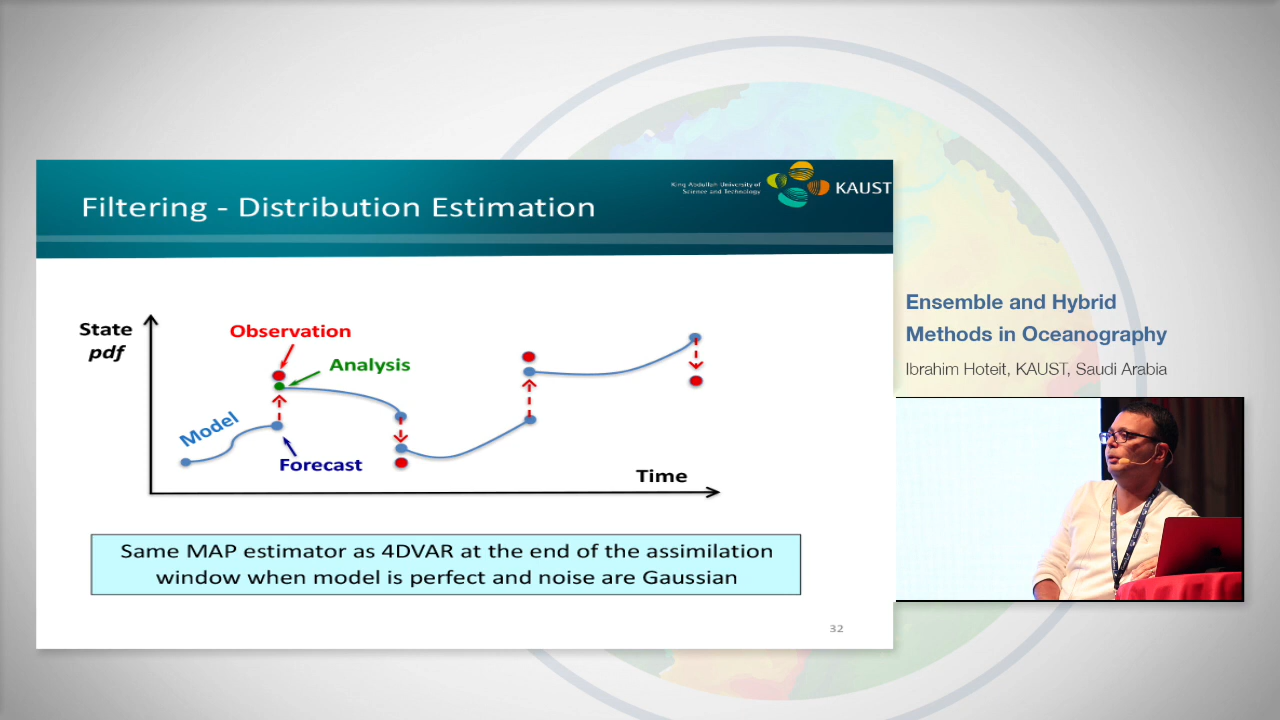 King Abdullah University of
Science and Technology
KAUST
Filtering - Distribution Estimation
State
pdf
Observation
Analysis
Model
Forecast
Time
Same MAP estimator as 4DVAR at the end of the assimilation
window when model is perfect and noise are Gaussian
32
Ensemble and Hybrid
Methods in Oceanography
Ibrahim Hoteit, KAUST, Saudi Arabia